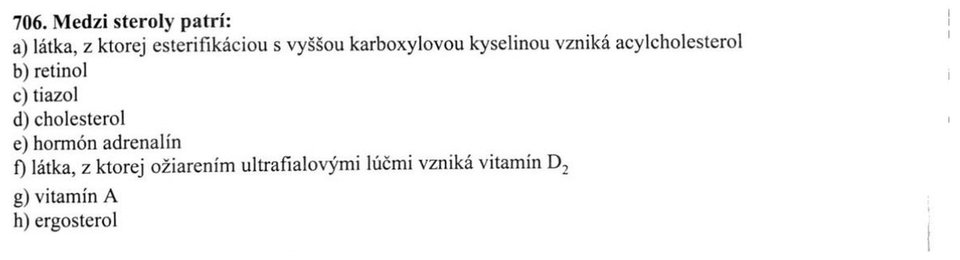 706. Medzi steroly patrí:
a) látka, z ktorej esterifikáciou s vyššou karboxylovou kyselinou vzniká acylcholesterol
b) retinol
c) tiazol
d) cholesterol
e) hormón adrenalín
f) látka, z ktorej ožiarením ultrafialovými lúčmi vzniká vitamín D₂
g) vitamín A
h) ergosterol